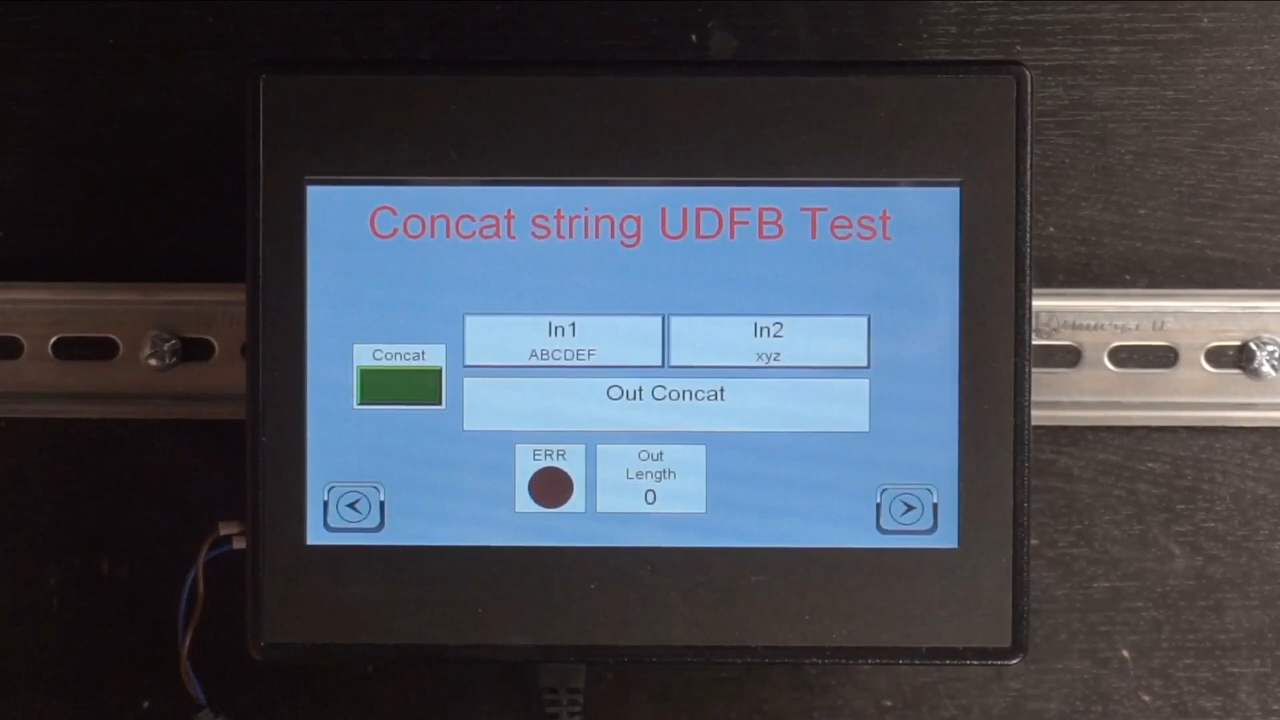 Concat string UDFB Test
In1
In2
Concat
ABCDEF
xyz
Out Concat
ERR
Out
Length
0